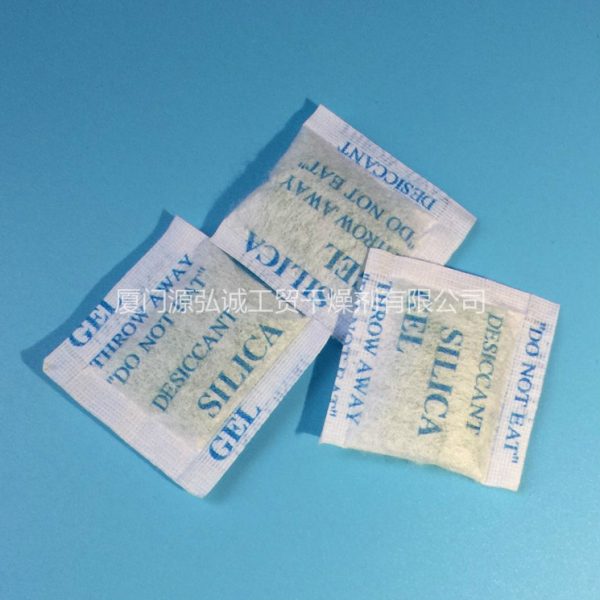 DESICCANT
"DO NOT EAT"
THROW AWAY
GEL
SILICA
厦门源弘诚工贸干燥剂有限公司
GEL
THROW AWAY
"DO NOT EAT"
DESICCANT
SILICA
GEL
"DO NOT EAT"
DESICCANT
SILICA
GEL
THROW AWAY